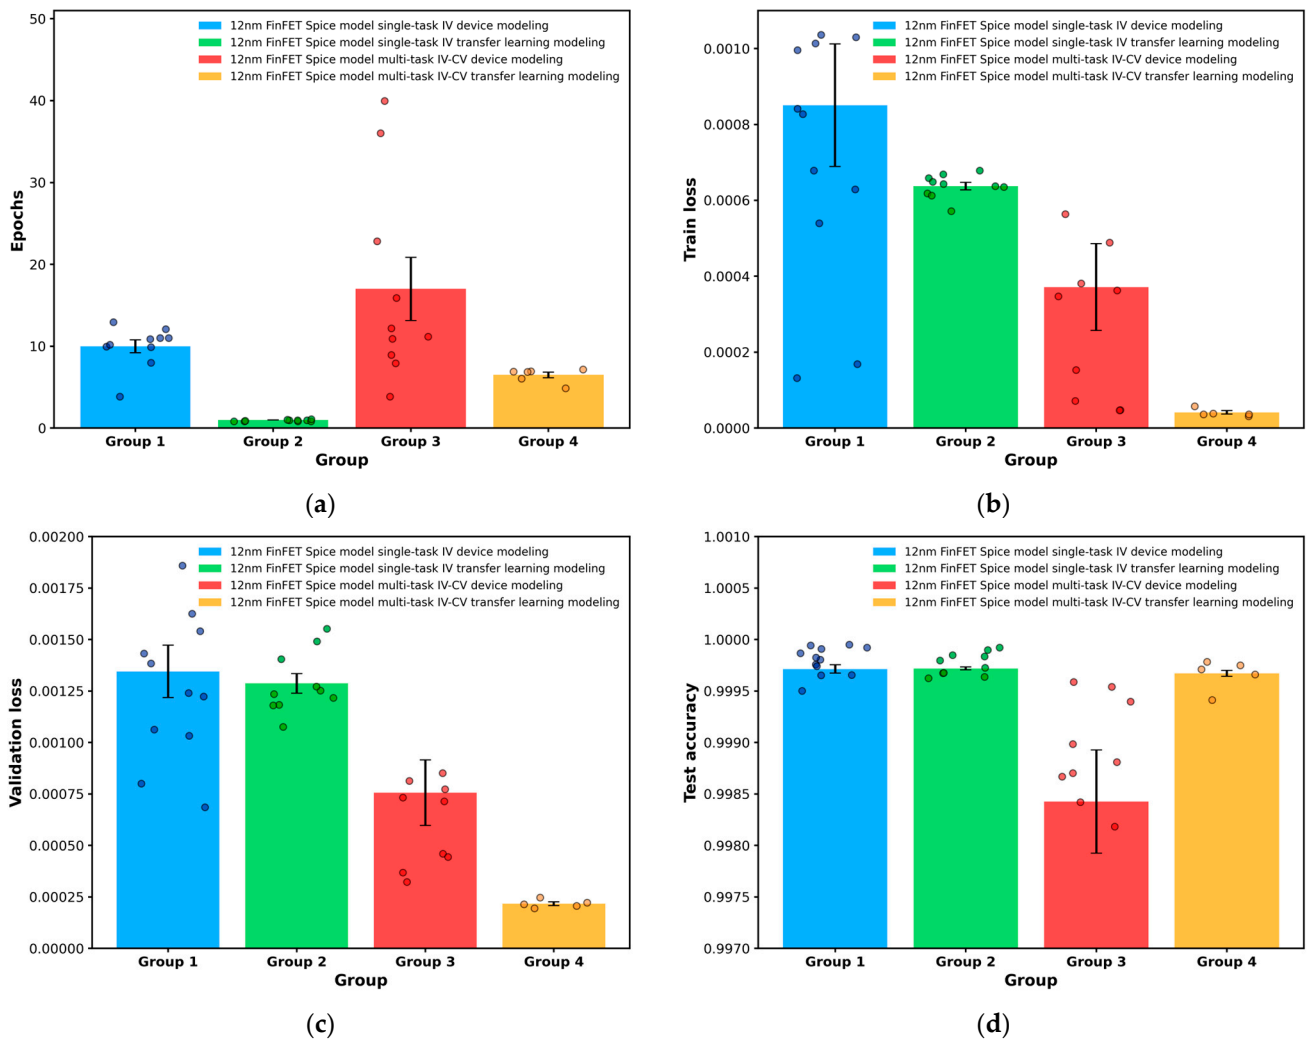 50
40
30
20
10
0
Epochs
12nm FinFET Spice model single-task IV device modeling
12nm FinFET Spice model single-task IV transfer learning modeling
12nm FinFET Spice model multi-task IV-CV device modeling
12nm FinFET Spice model multi-task IV-CV transfer learning modeling
Group 1
Group 2
Group 3
Group 4
Group
(a)
0.0010
0.0008
0.0006
0.0004
0.0002
0.0000
Train loss
12nm FinFET Spice model single-task IV device modeling
12nm FinFET Spice model single-task IV transfer learning modeling
12nm FinFET Spice model multi-task IV-CV device modeling
12nm FinFET Spice model multi-task IV-CV transfer learning modeling
Group 1
Group 2
Group 3
Group 4
Group
(b)
0.00200
0.00175
0.00150
0.00125
0.00100
0.00075
0.00050
0.00025
0.00000
Validation loss
12nm FinFET Spice model single-task IV device modeling
12nm FinFET Spice model single-task IV transfer learning modeling
12nm FinFET Spice model multi-task IV-CV device modeling
12nm FinFET Spice model multi-task IV-CV transfer learning modeling
Group 1
Group 2
Group 3
Group 4
Group
(c)
1.0010
1.0005
1.0000
0.9995
0.9990
0.9985
0.9980
0.9975
0.9970
Test accuracy
12nm FinFET Spice model single-task IV device modeling
12nm FinFET Spice model single-task IV transfer learning modeling
12nm FinFET Spice model multi-task IV-CV device modeling
12nm FinFET Spice model multi-task IV-CV transfer learning modeling
Group 1
Group 2
Group 3
Group 4
Group
(d)